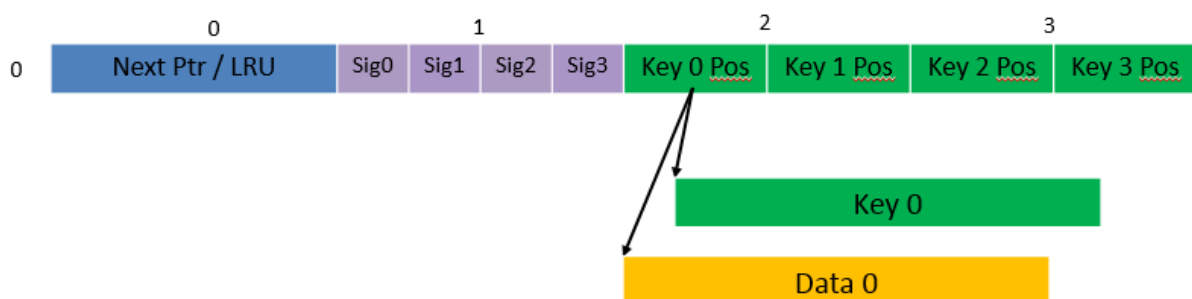 0 1 2 3
0 Next Ptr / LRU Sig0 Sig1 Sig2 Sig3 Key 0 Pos Key 1 Pos Key 2 Pos Key 3 Pos
Key 0
Data 0